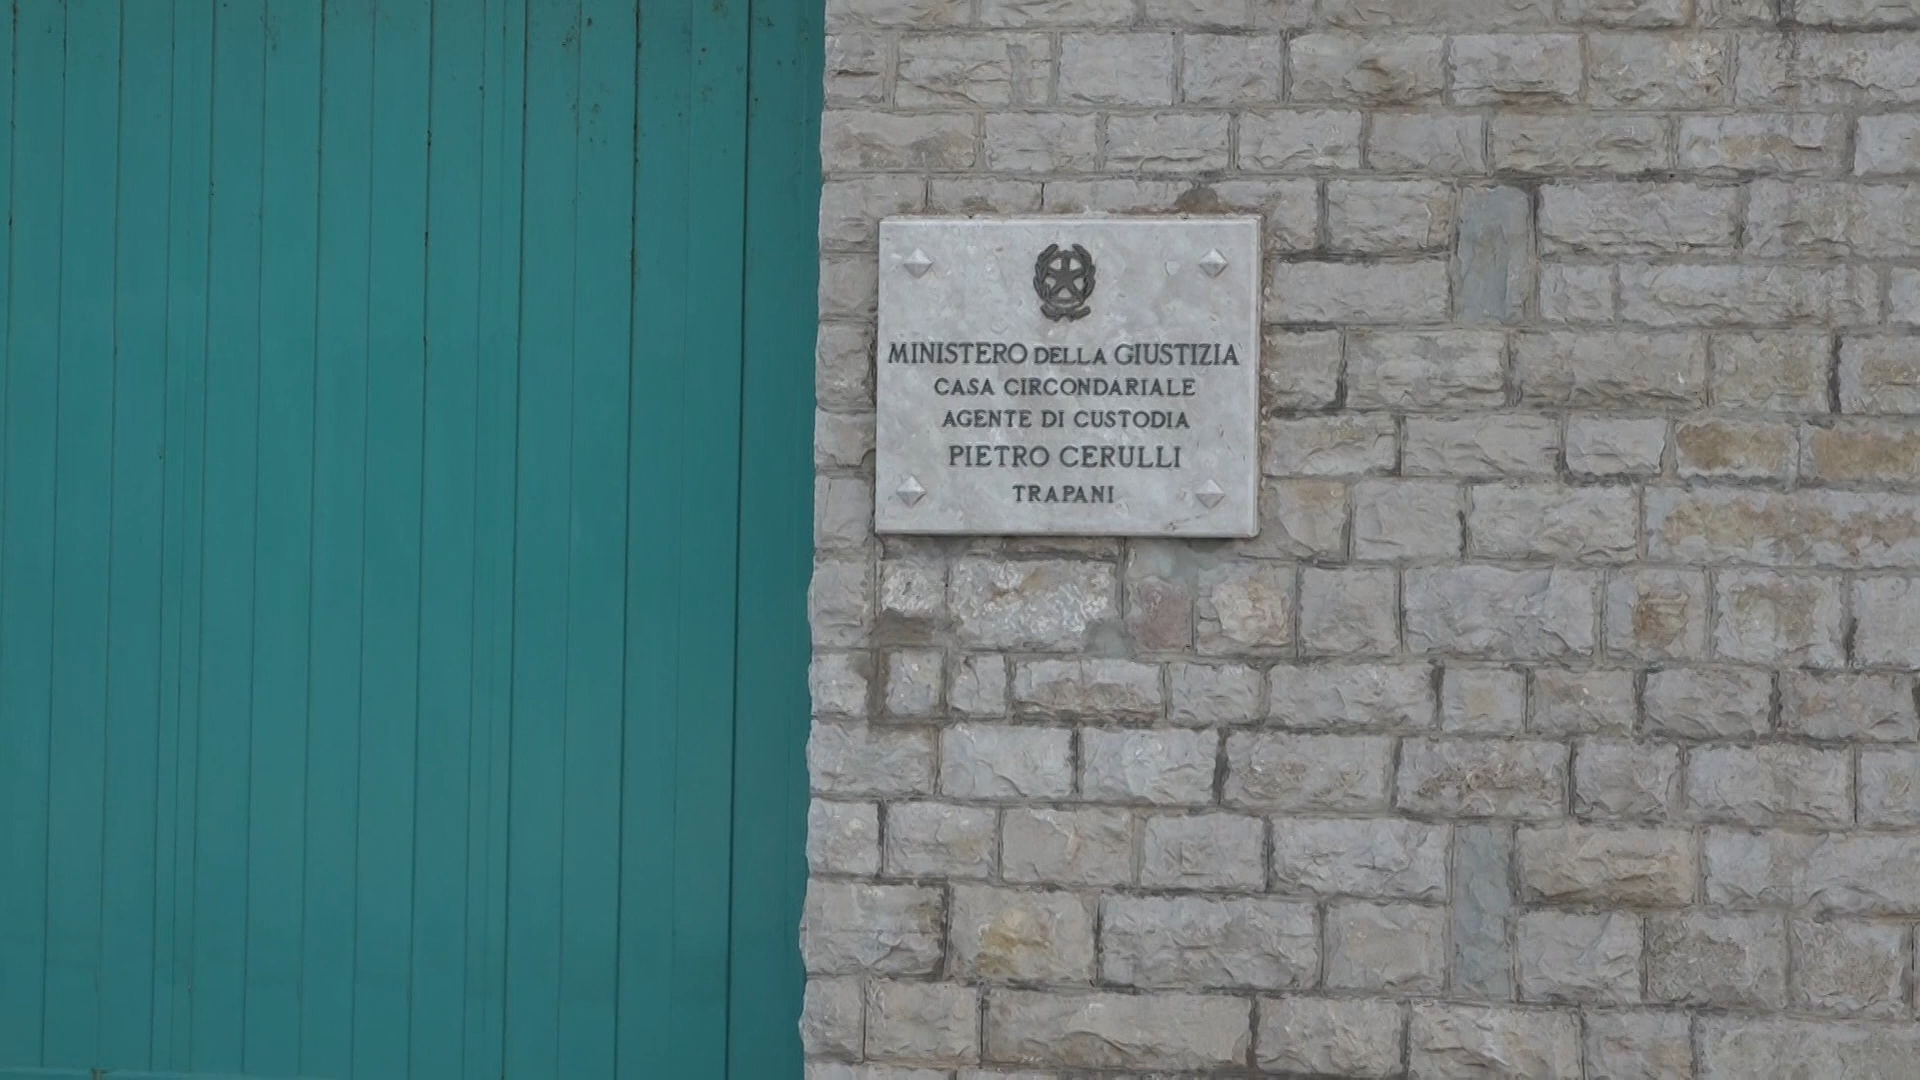 MINISTERO DELLA GIUSTIZIA
CASA CIRCONDARIALE
AGENTE DI CUSTODIA
PIETRO CERULLI
TRAPANI